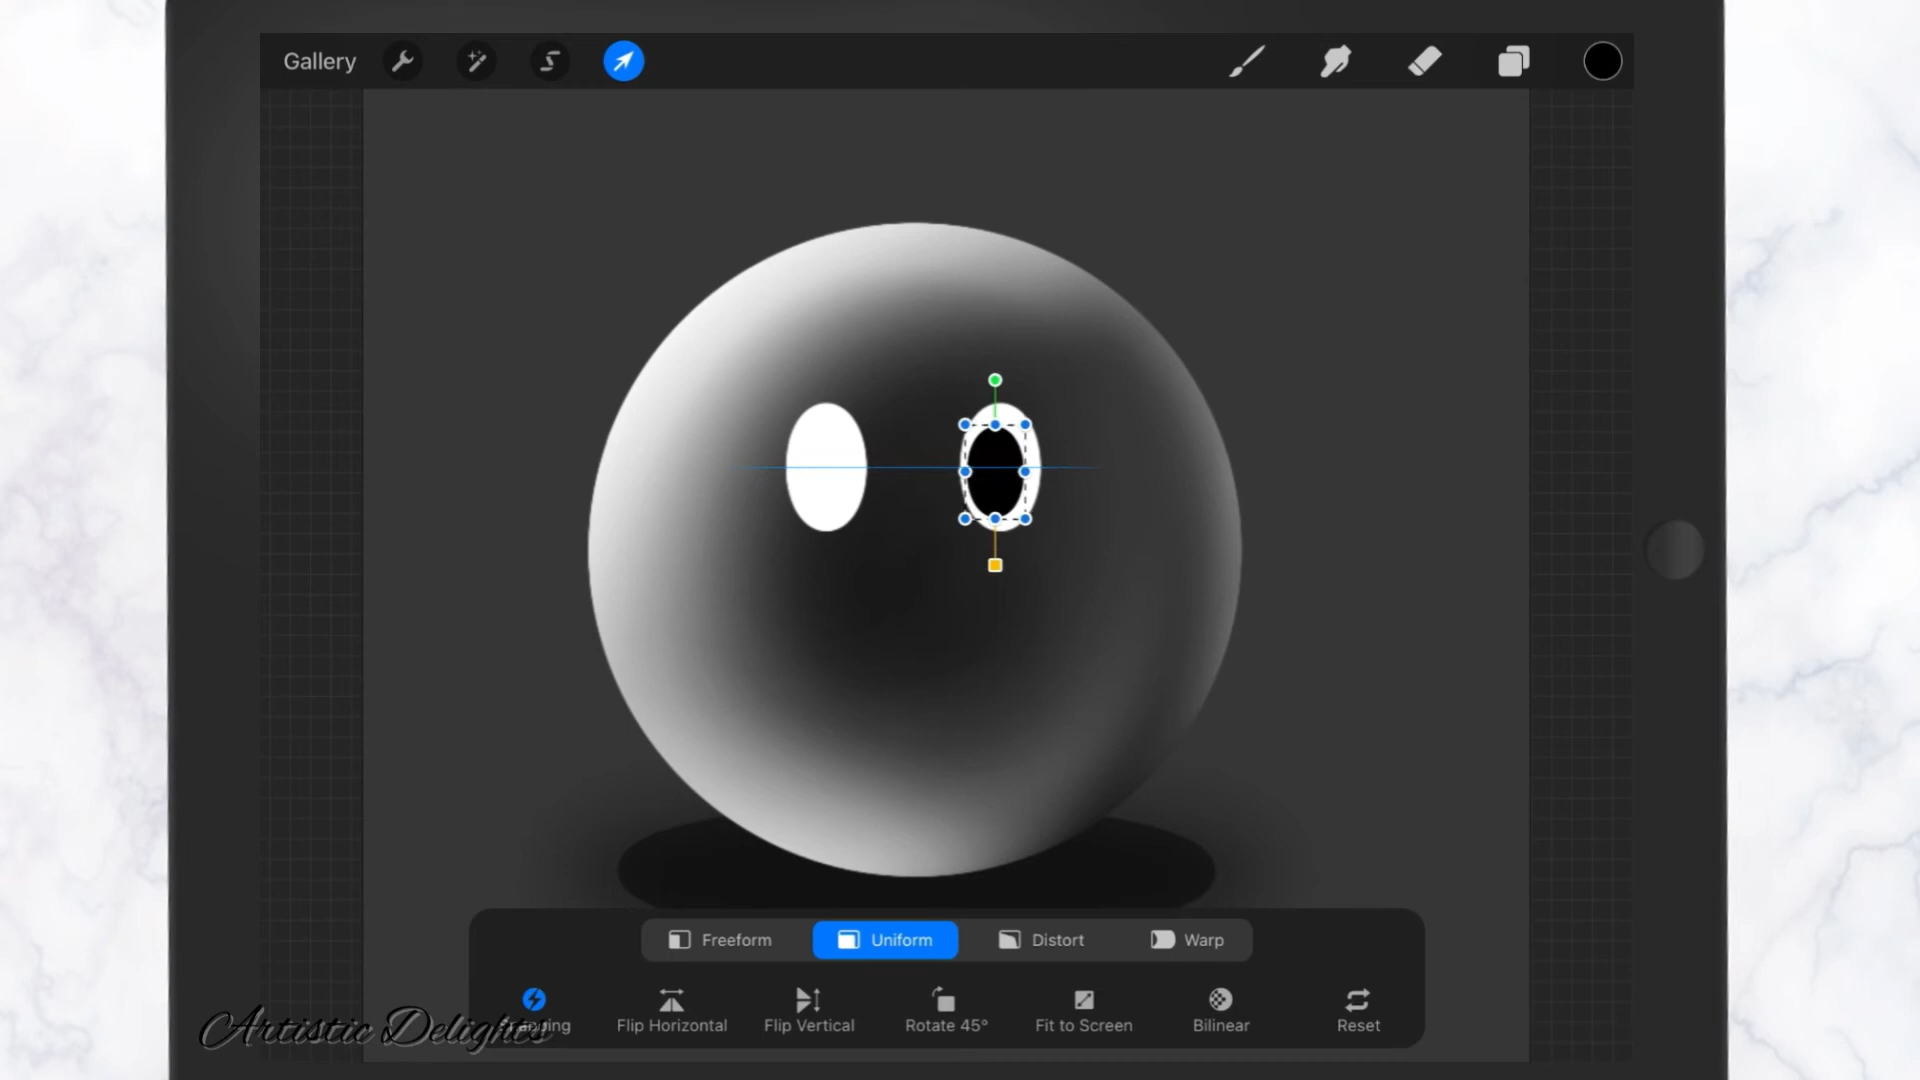 Gallery
Freeform
Uniform
Distort
Warp
Flip Horizontal
Flip Vertical
Rotate 45°
Fit to Screen
Bilinear
Reset
Artistic Delights